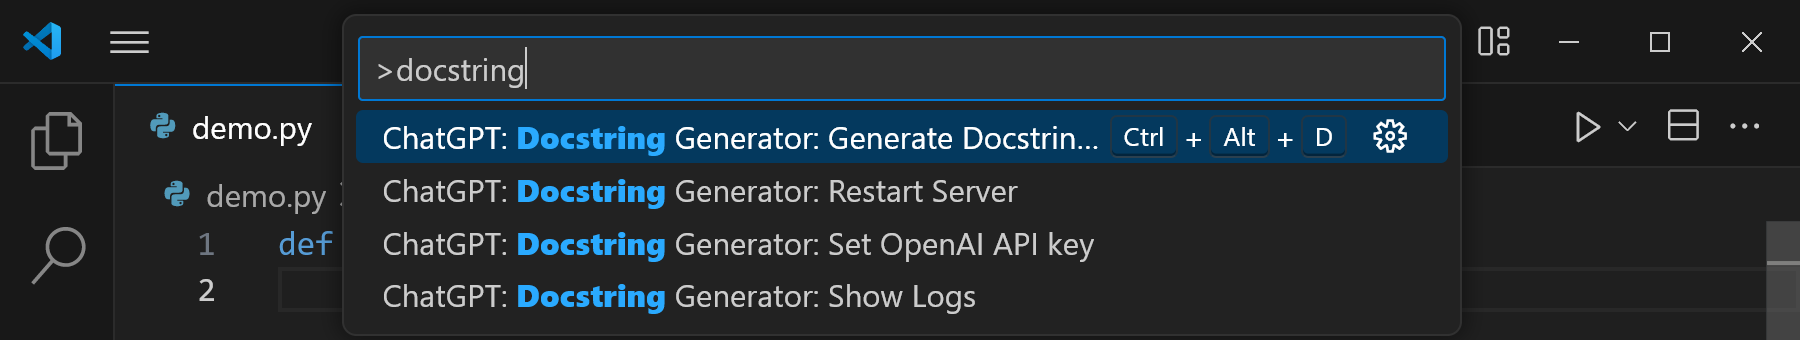 >docstring
ChatGPT: Docstring Generator: Generate Docstrin... Ctrl + Alt + D
demo.py
ChatGPT: Docstring Generator: Restart Server
demo.py
1 def
ChatGPT: Docstring Generator: Set OpenAI API key
2
ChatGPT: Docstring Generator: Show Logs